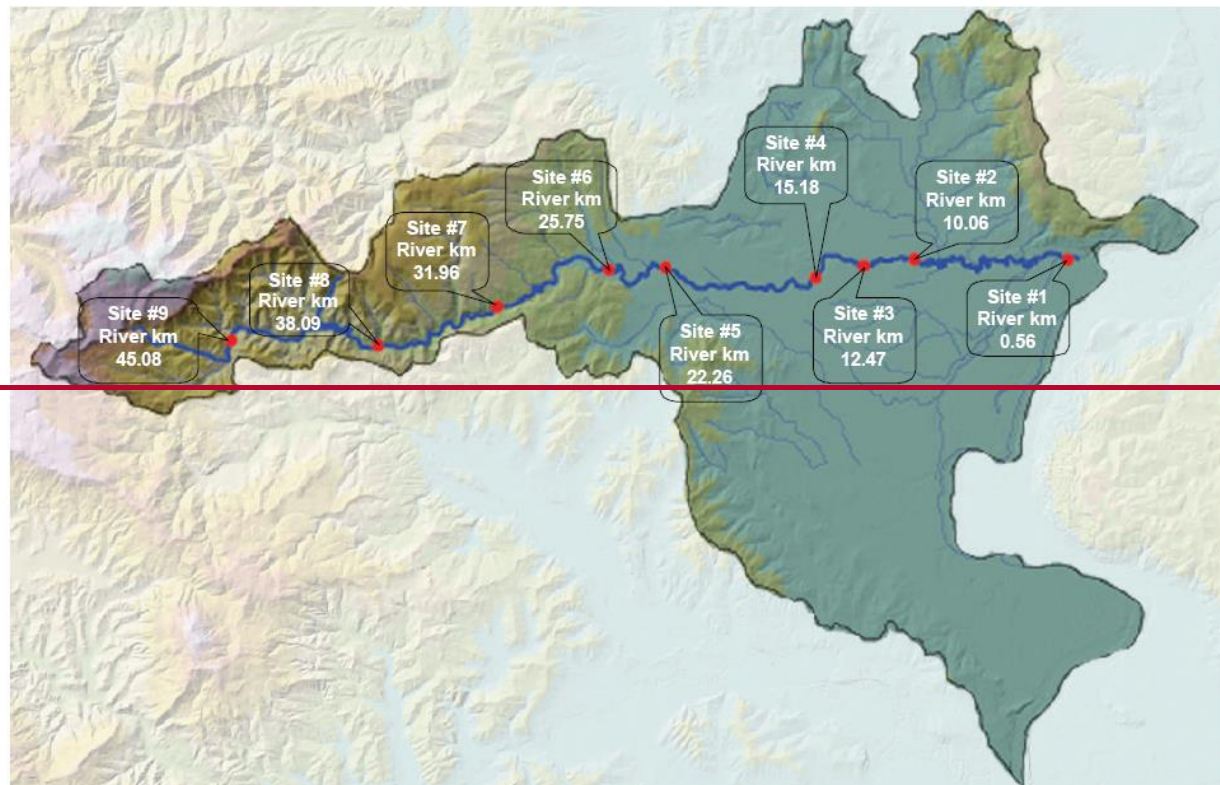 Site #4
River km
15.18
Site #6
River km
25.75
Site #2
River km
10.06
Site #7
River km
31.96
Site #8
River km
38.09
Site #1
River km
0.56
Site #9
River km
45.08
Site #3
River km
12.47
Site #5
River km
22.26